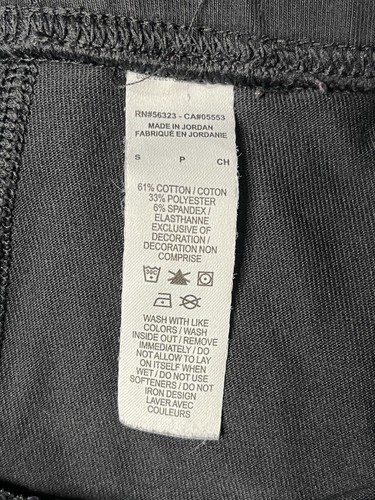 RN#56323 - CA#05553
MADE IN JORDAN
FABRIQUÉ EN JORDANIE
S P CH
61% COTTON / COTON
33% POLYESTER
6% SPANDEX /
ELASTHANNE
EXCLUSIVE OF
DECORATION /
DECORATION NON
COMPRISE
WASH WITH LIKE
COLORS / WASH
INSIDE OUT / REMOVE
IMMEDIATELY / DO
NOT ALLOW TO LAY
ON ITSELF WHEN
WET / DO NOT USE
SOFTENERS / DO NOT
IRON DESIGN
LAVER AVEC
COULEURS